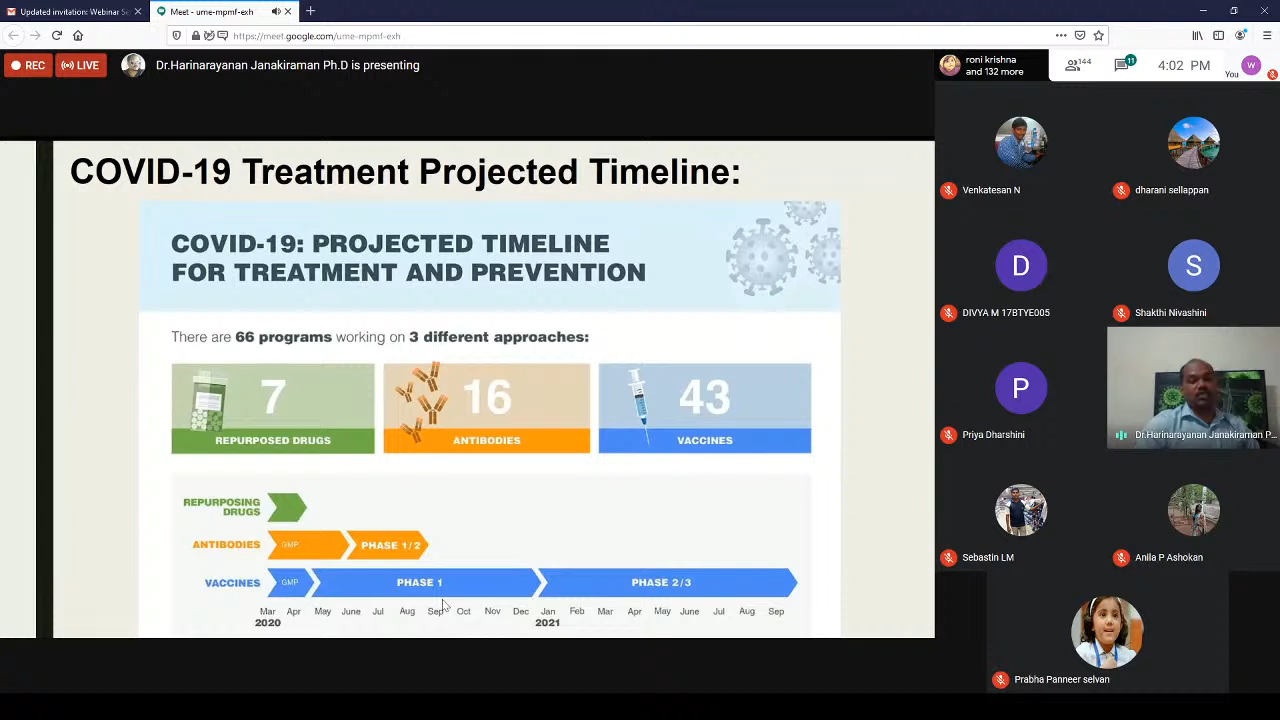 Updated invitation: Webinar Se
Meet - ume-mpmf-exh
https://meet.google.com/ume-mpmf-exh
REC
LIVE
Dr.Harinarayanan Janakiraman Ph.D is presenting
roni krishna
and 132 more
144
11
4:02 PM
You
W
COVID-19 Treatment Projected Timeline:
COVID-19: PROJECTED TIMELINE
FOR TREATMENT AND PREVENTION
There are 66 programs working on 3 different approaches:
7
REPURPOSED DRUGS
16
ANTIBODIES
43
VACCINES
REPURPOSING
DRUGS
ANTIBODIES
GMP
PHASE 1/2
VACCINES
GMP
PHASE 1
PHASE 2/3
Mar Apr May June Jul Aug Sep Oct Nov Dec Jan Feb Mar Apr May June Jul Aug Sep
2020 2021
Venkatesan N
dharani sellappan
D
DIVYA M 17BTYE005
S
Shakthi Nivashini
P
Priya Dharshini
Dr.Harinarayanan Janakiraman P...
Sebastin LM
Anila P Ashokan
Prabha Panneer selvan